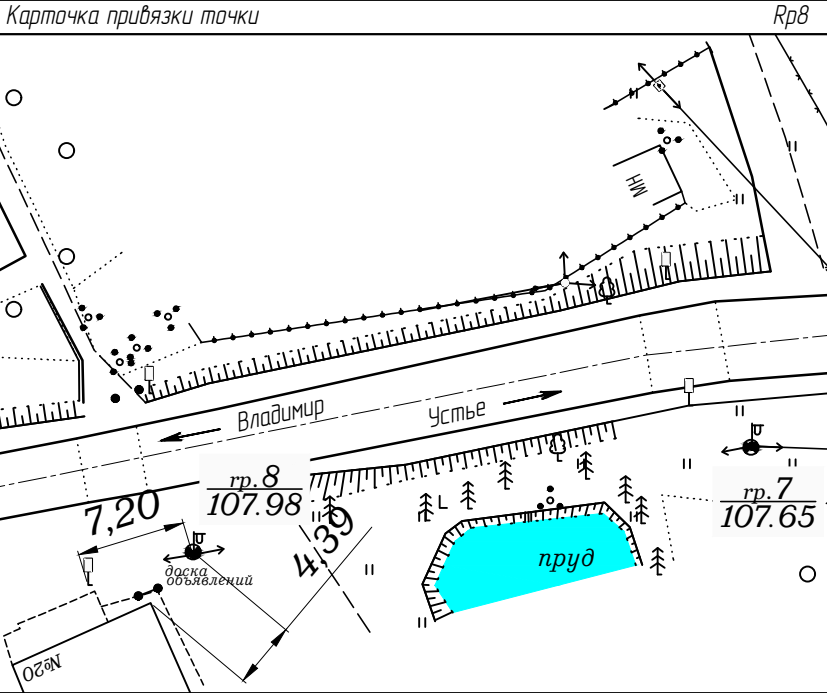 Карточка привязки точки
Rp8
МН
Владимир
Устье
гр.8
107.98
гр.7
107.65
7,20
4,39
доска
объявлений
пруд
№20